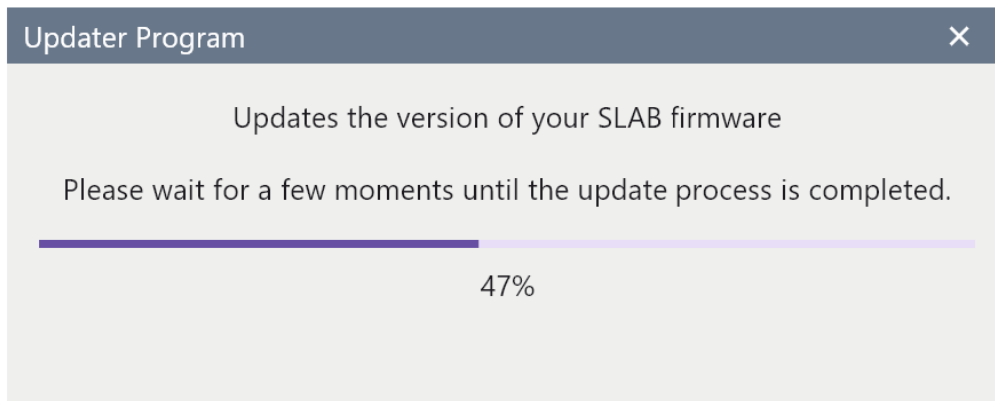 Updater Program
Updates the version of your SLAB firmware
Please wait for a few moments until the update process is completed.
47%